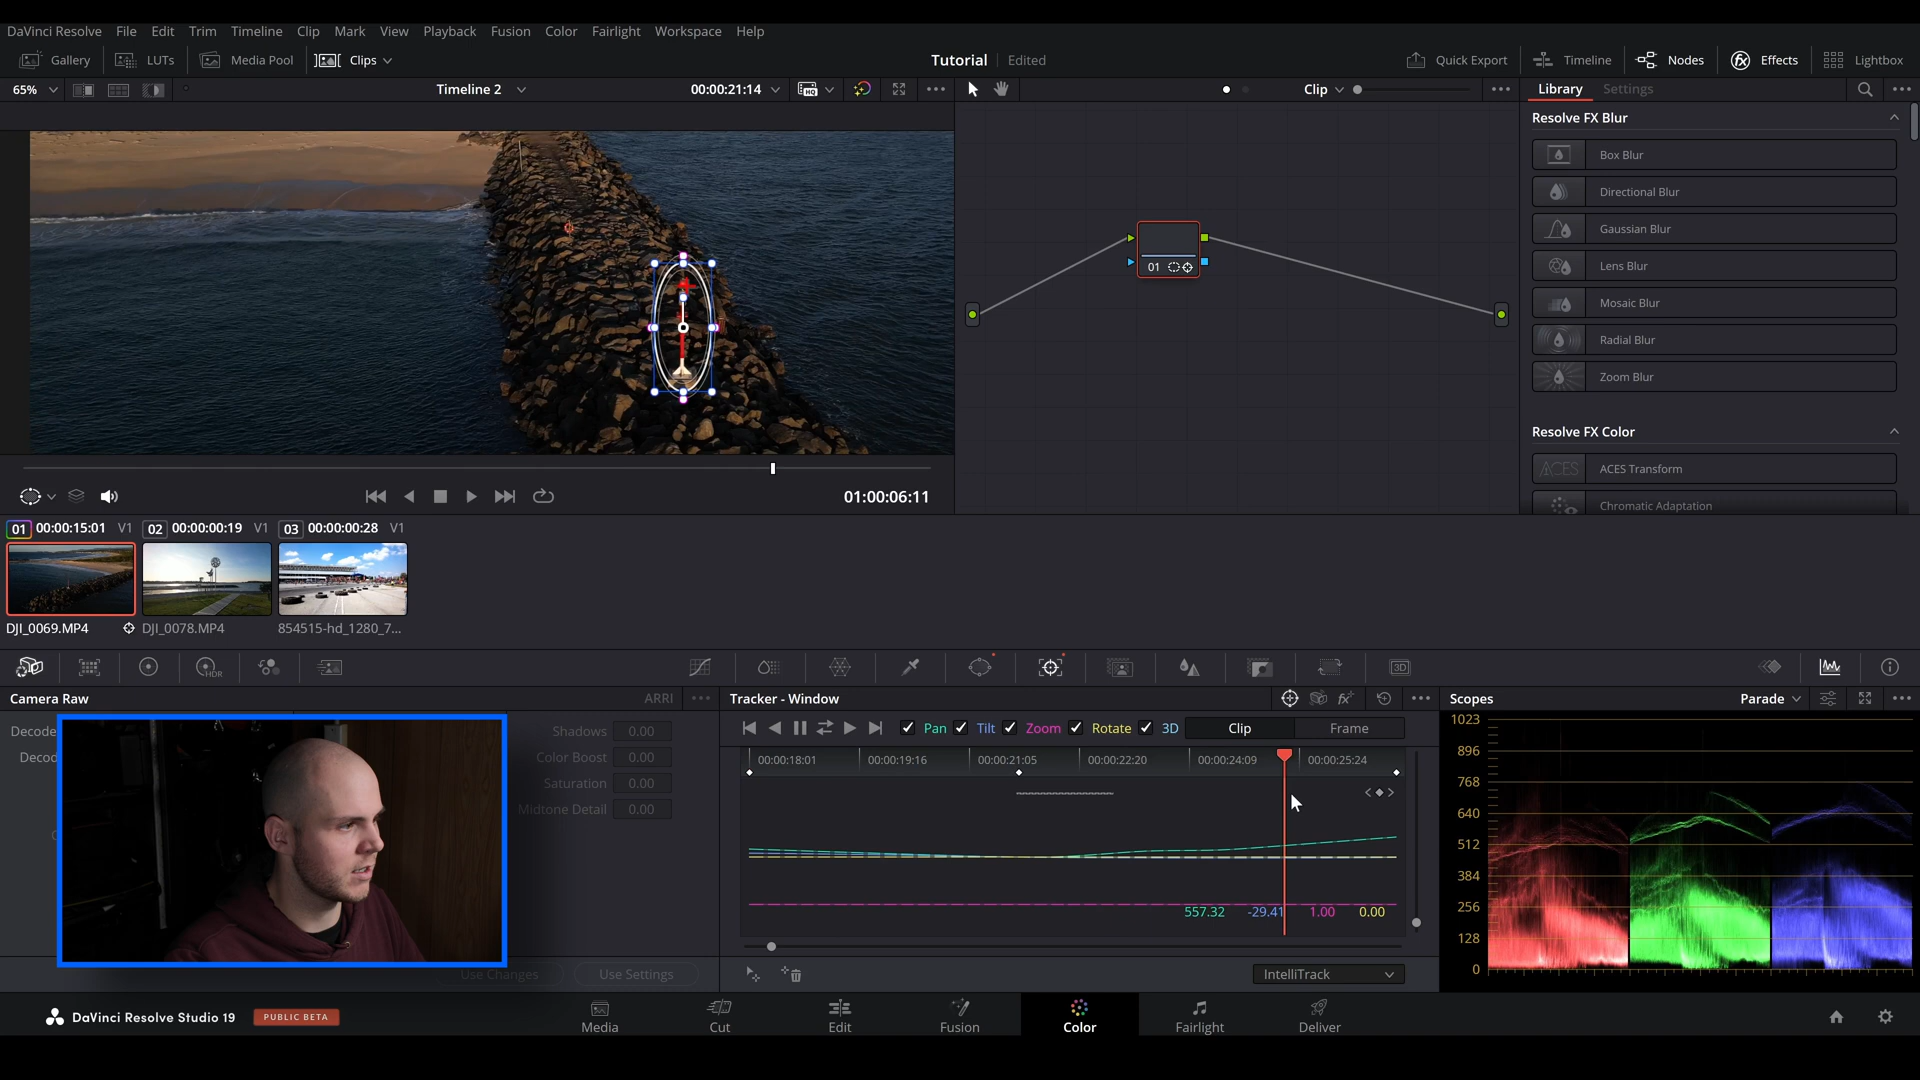 DaVinci Resolve File Edit Trim Timeline Clip Mark View Playback Fusion Color Fairlight Workspace Help
Gallery LUTs Media Pool Clips Tutorial Edited Quick Export Timeline Nodes Effects Lightbox
65% Timeline 2 00:00:21:14 Clip Library Settings
Resolve FX Blur
Box Blur
Directional Blur
Gaussian Blur
Lens Blur
Mosaic Blur
Radial Blur
Zoom Blur
Resolve FX Color
ACES ACES Transform
Chromatic Adaptation
01
01:00:06:11
01 00:00:15:01 V1 02 00:00:00:19 V1 03 00:00:00:28 V1
DJI_0069.MP4 DJI_0078.MP4 854515-hd_1280_7...
HDR 3D
Camera Raw ARRI Tracker - Window fx Scopes Parade
Decode
Decod
Shadows 0.00
Color Boost 0.00
Saturation 0.00
Midtone Detail 0.00
Use Changes Use Settings
Pan Tilt Zoom Rotate 3D Clip Frame
00:00:18:01 00:00:19:16 00:00:21:05 00:00:22:20 00:00:24:09 00:00:25:24
557.32 -29.41 1.00 0.00
IntelliTrack
1023
896
768
640
512
384
256
128
0
DaVinci Resolve Studio 19 PUBLIC BETA
Media Cut Edit Fusion Color Fairlight Deliver